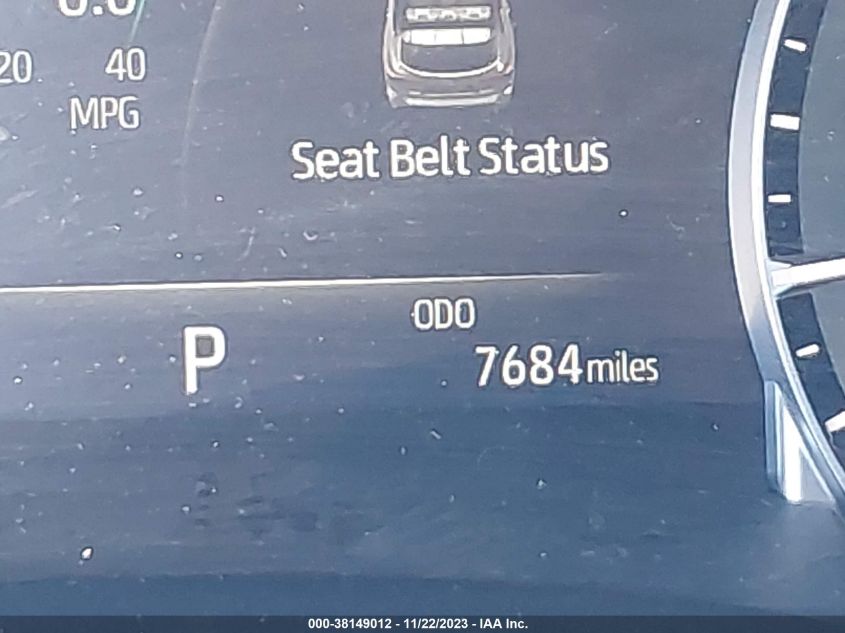 20 40
MPG
Seat Belt Status
ODO
P 7684 miles
000-38149012 - 11/22/2023 - IAA Inc.